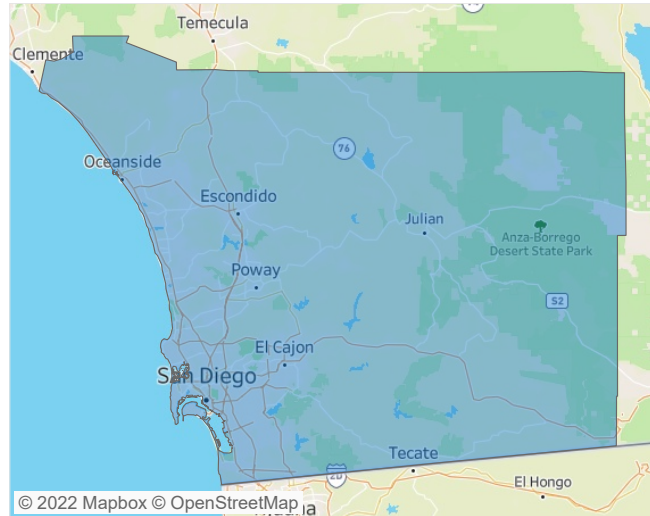 Temecula
Clemente
76
Oceanside
Escondido
Julian
Anza-Borrego
Desert State Park
Poway
S2
El Cajon
San Diego
Tecate
2D
El Hongo
© 2022 Mapbox © OpenStreetMap